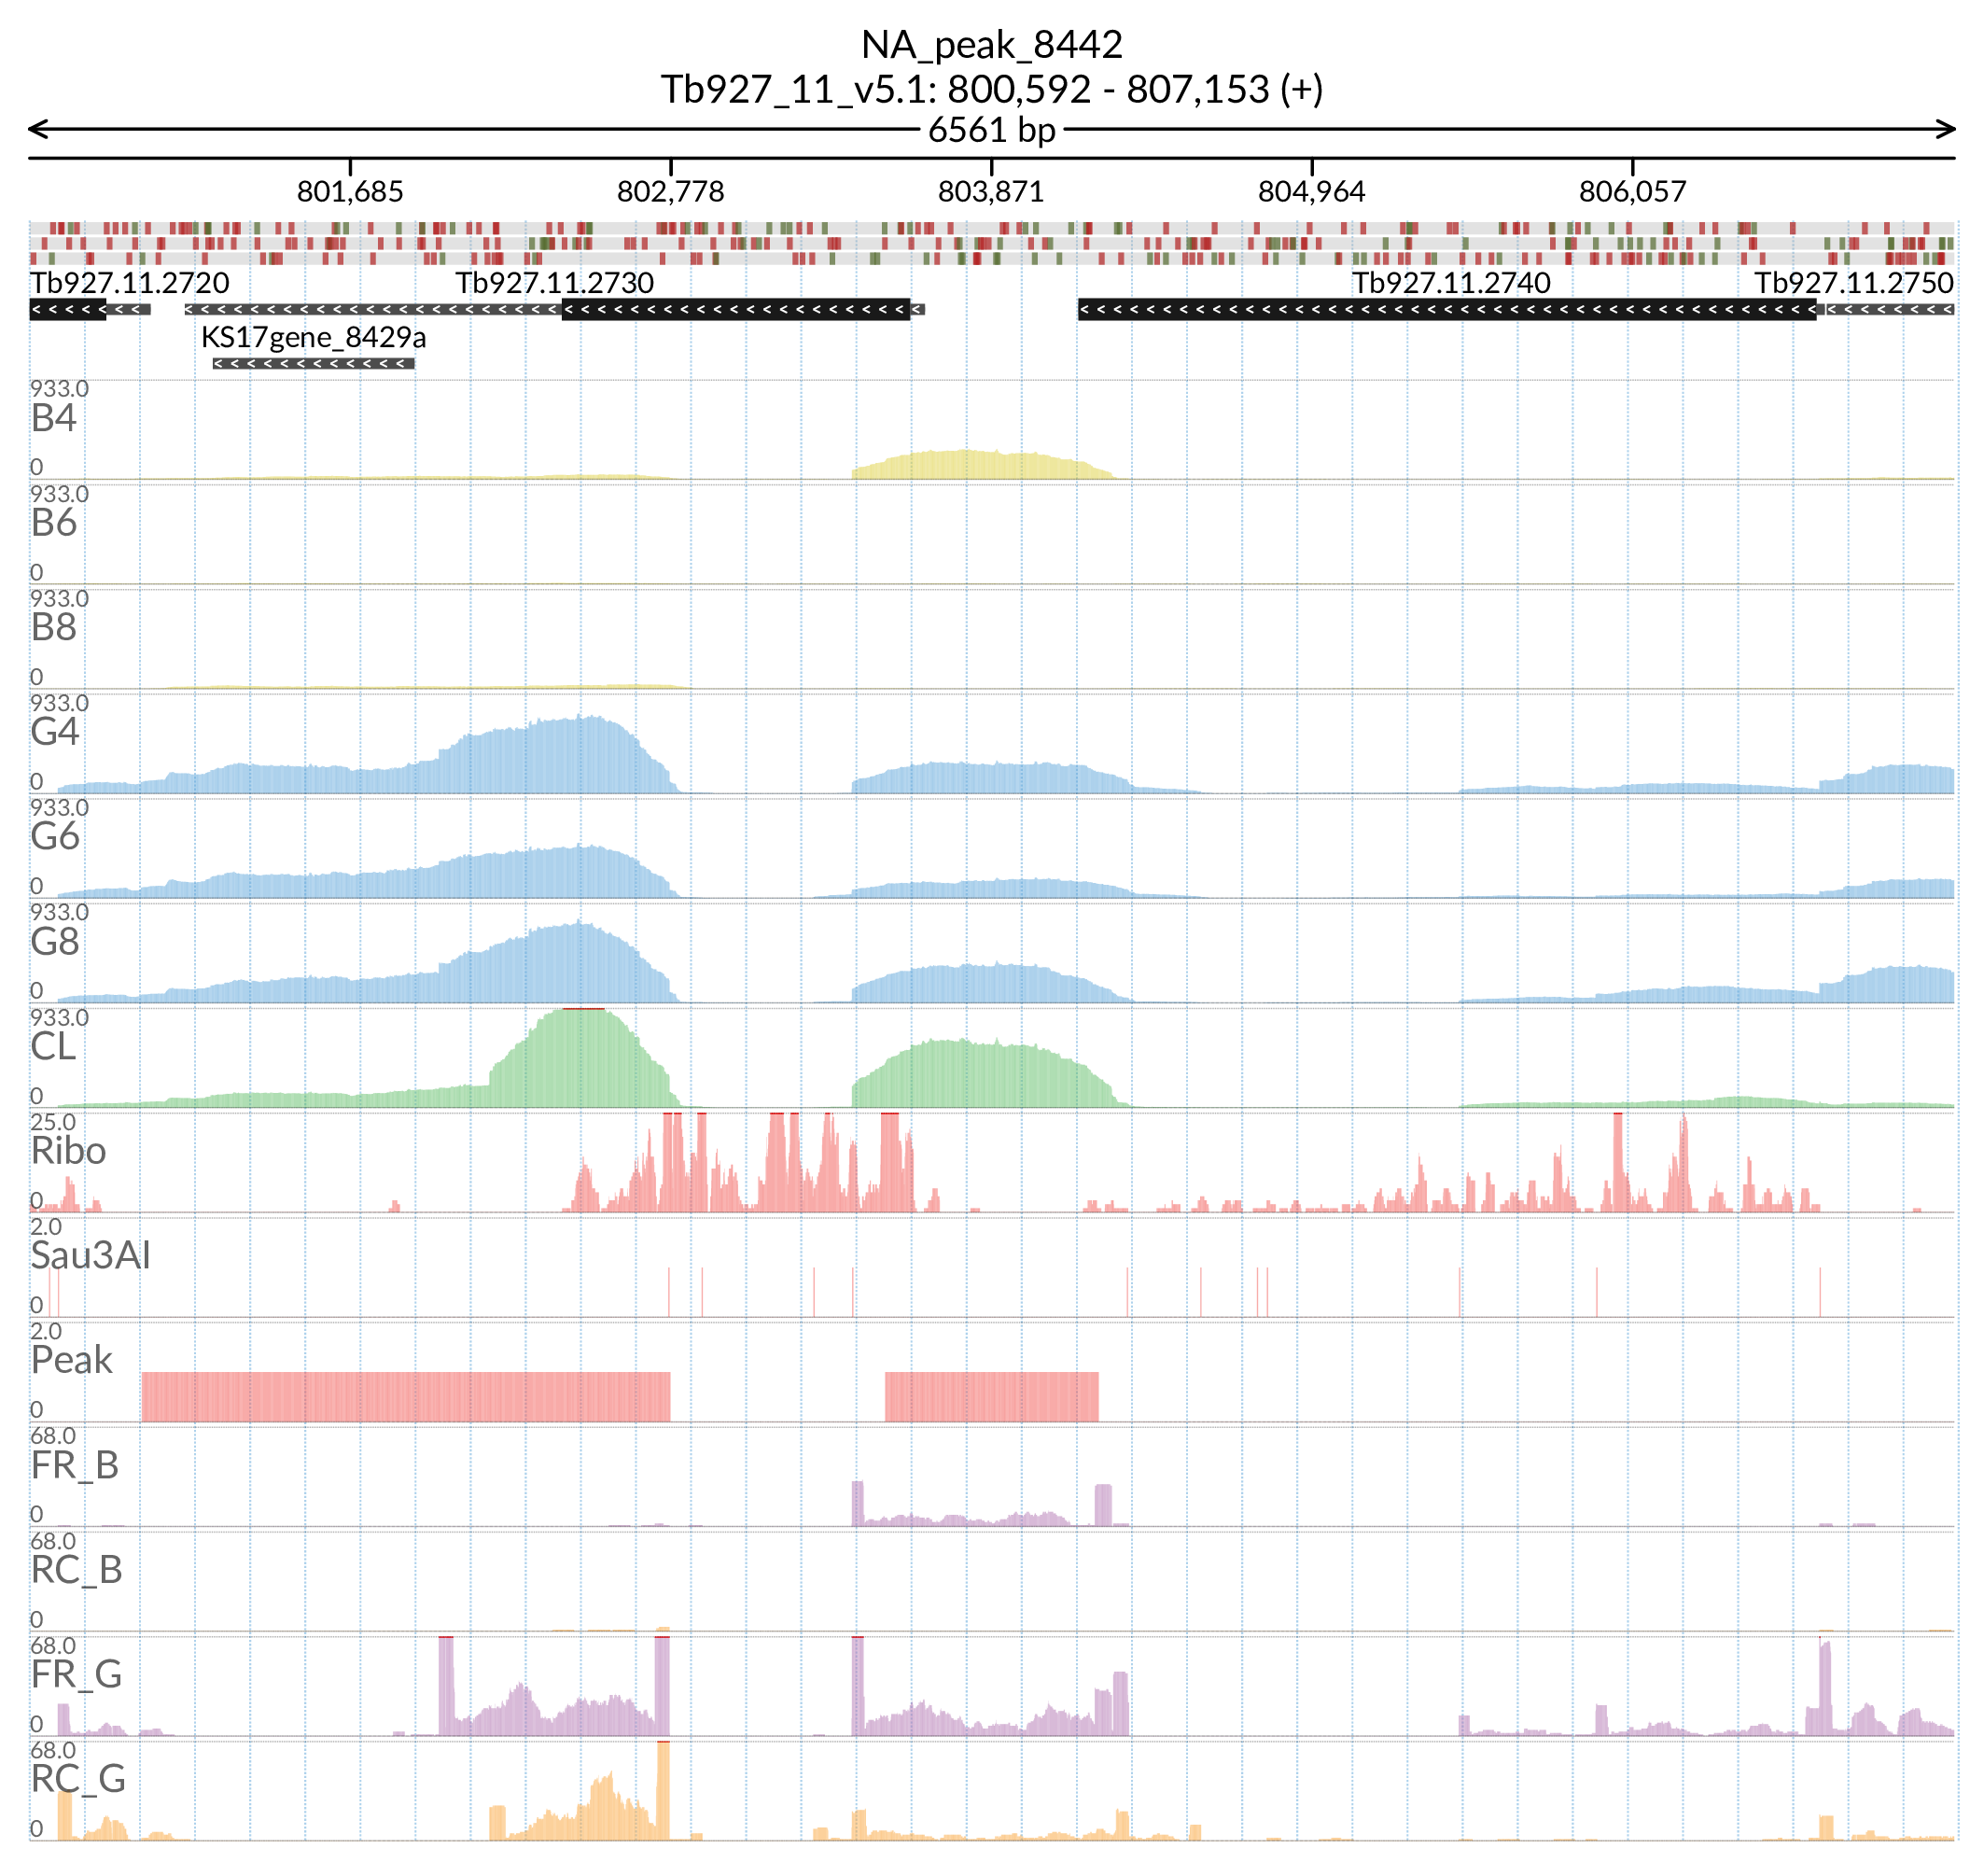 NA_peak_8442
Tb927_11_v5.1: 800,592 - 807,153 (+)
6561 bp
801,685 802,778 803,871 804,964 806,057
Tb927.11.2720 Tb927.11.2730 Tb927.11.2740 Tb927.11.2750
KS17gene_8429a
933.0
B4
0
933.0
B6
0
933.0
B8
0
933.0
G4
0
933.0
G6
0
933.0
G8
0
933.0
CL
0
25.0
Ribo
0
2.0
Sau3AI
0
2.0
Peak
0
68.0
FR_B
0
68.0
RC_B
0
68.0
FR_G
0
68.0
RC_G
0